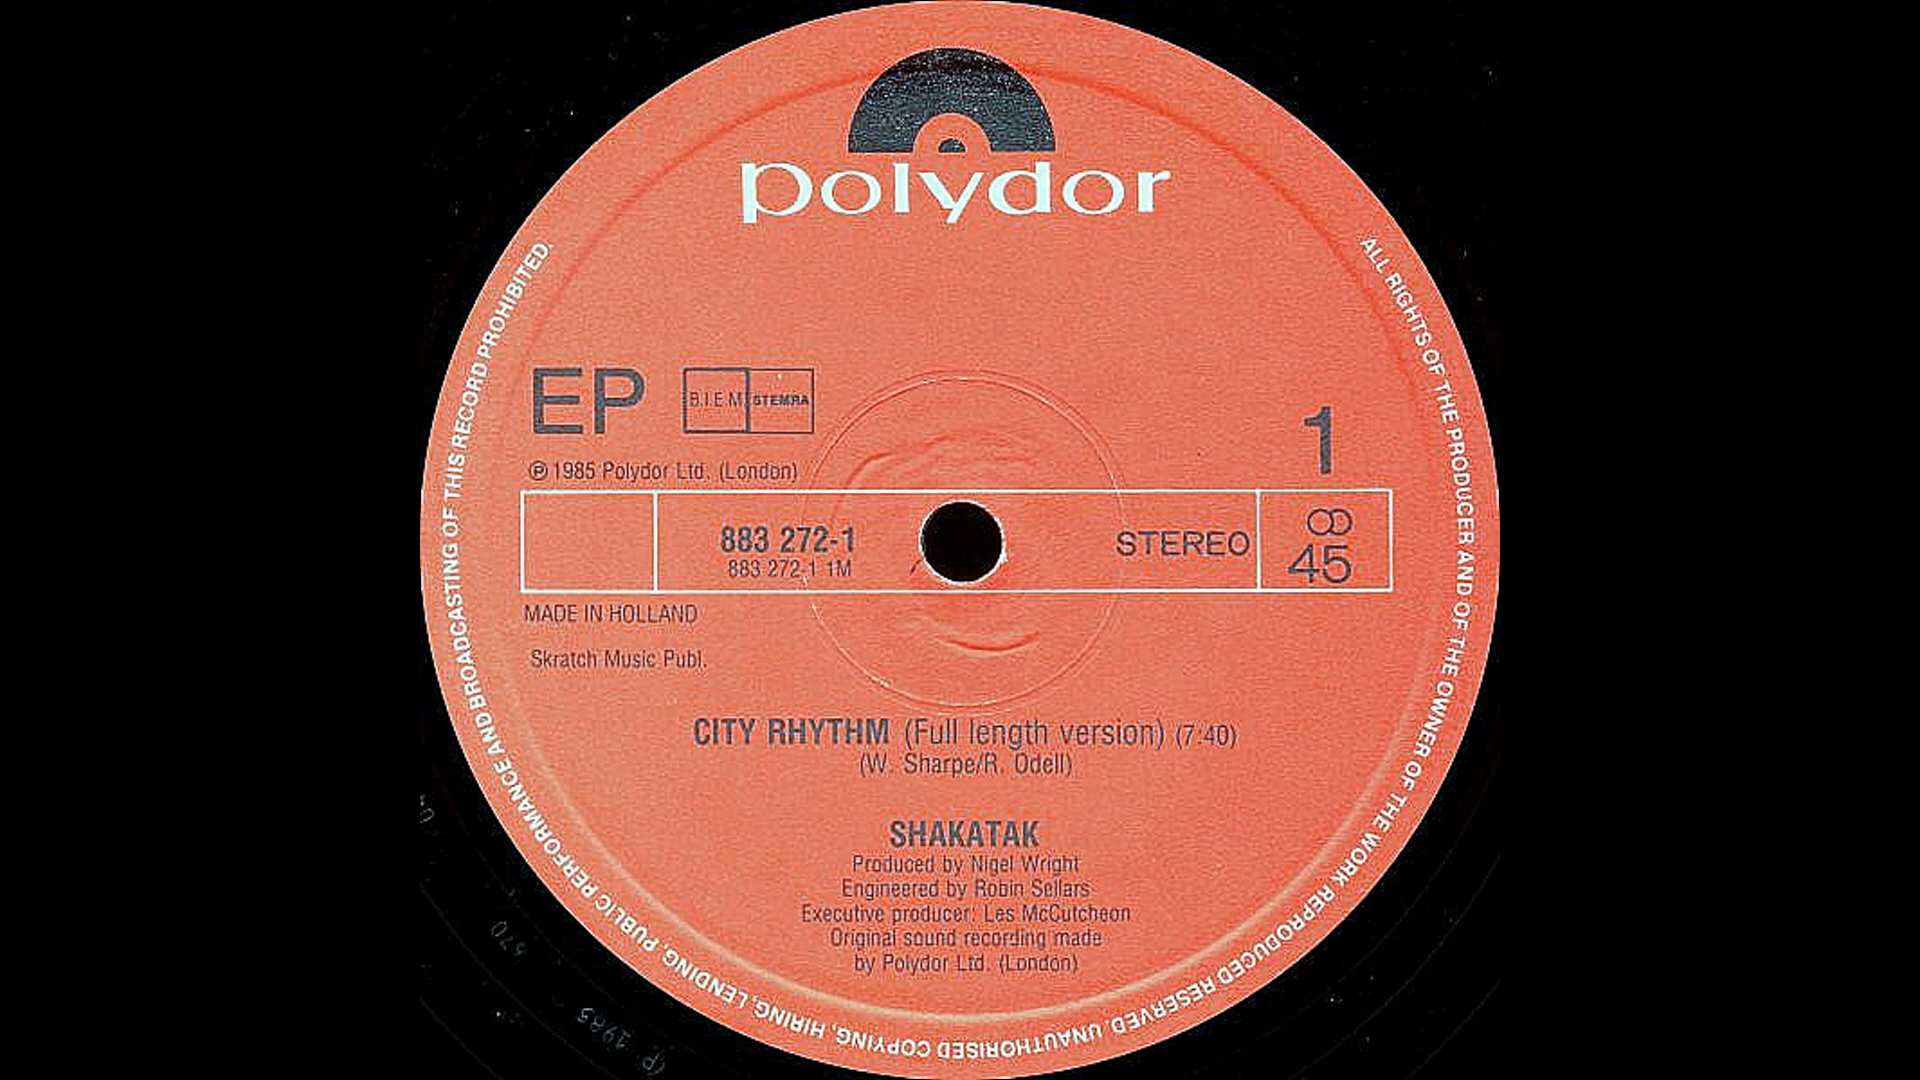 polydor
EP
B.I.E.M. STEMRA
1
℗ 1985 Polydor Ltd. (London)
883 272-1
883 272-1 1M
STEREO
45
MADE IN HOLLAND
Skratch Music Publ.
CITY RHYTHM (Full length version) (7:40)
(W. Sharpe/R. Odell)
SHAKATAK
Produced by Nigel Wright
Engineered by Robin Sellars
Executive producer: Les McCutcheon
Original sound recording made
by Polydor Ltd. (London)
ALL RIGHTS OF THE PRODUCER AND OF THE OWNER OF THE WORK REPRODUCED RESERVED. UNAUTHORISED COPYING, HIRING, LENDING, PUBLIC PERFORMANCE AND BROADCASTING OF THIS RECORD PROHIBITED.
℗ 1985
670